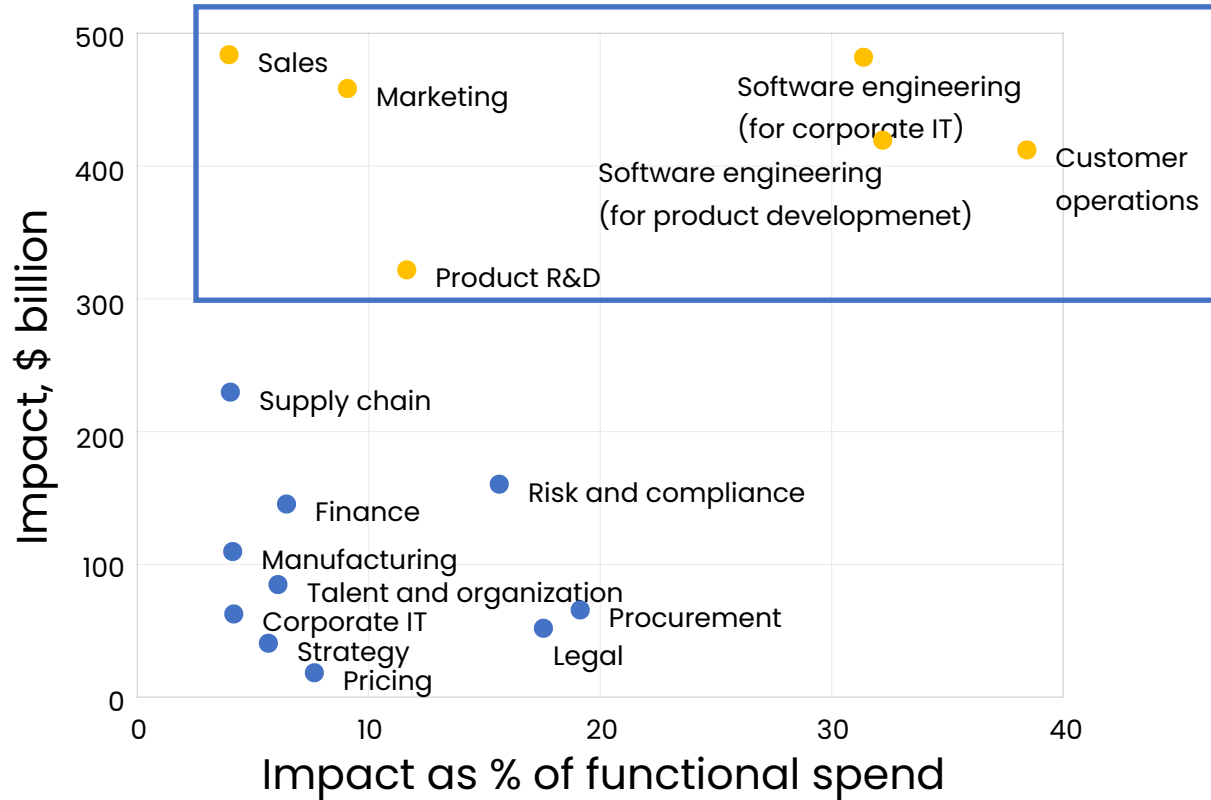 500
Sales
Marketing
Software engineering
(for corporate IT)
400
Customer
operations
Software engineering
(for product developmenet)
Product R&D
300
Supply chain
200
Risk and compliance
Finance
Manufacturing
100
Talent and organization
Procurement
Corporate IT
Strategy
Legal
Pricing
0
0 10 20 30 40
Impact, $ billion
Impact as % of functional spend